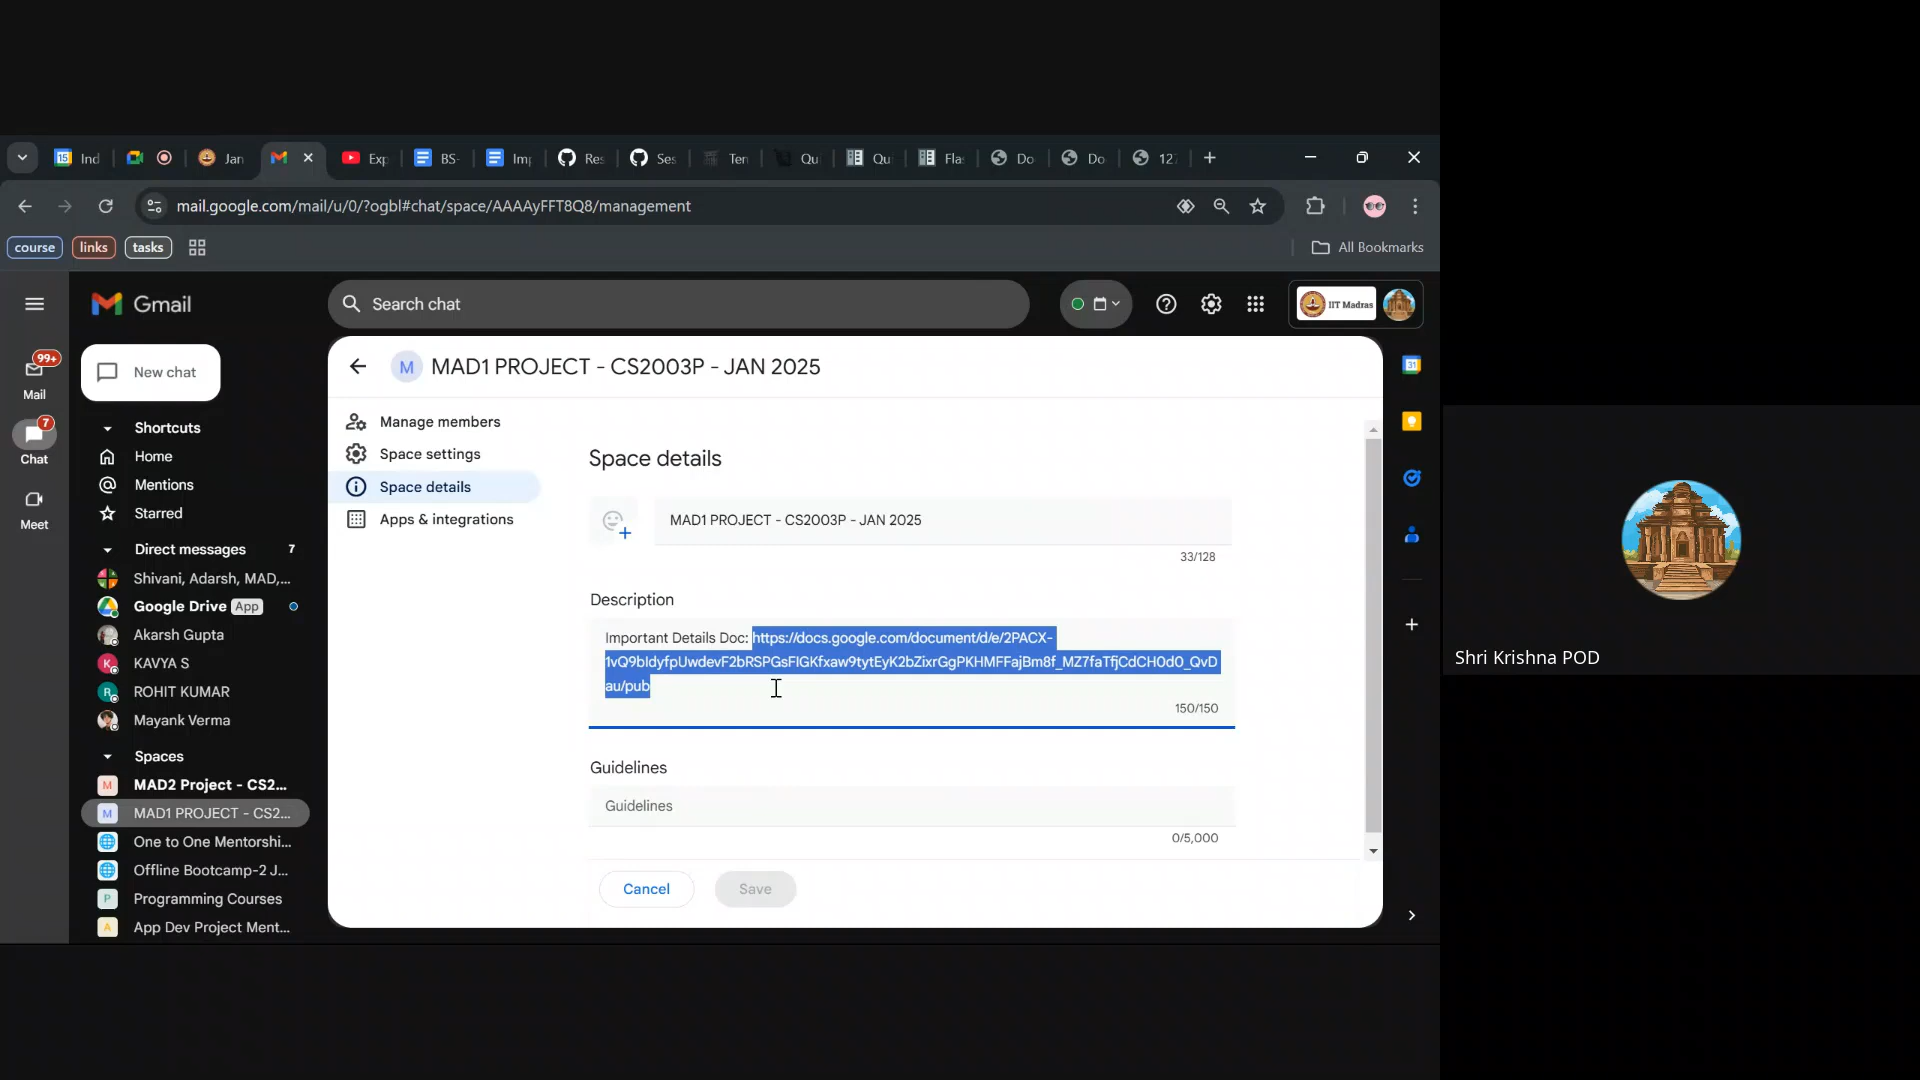 Ind
Jan
Exp
BS-
Imp
Res
Ses
Ter
Qui
Qu
Fla
Do
Do
127
mail.google.com/mail/u/0/?ogbl#chat/space/AAAAyFFT8Q8/management
course
links
tasks
All Bookmarks
Gmail
Search chat
IIT Madras
99+
Mail
7
Chat
Meet
New chat
Shortcuts
Home
Mentions
Starred
Direct messages 7
Shivani, Adarsh, MAD,...
Google Drive App
Akarsh Gupta
KAVYA S
ROHIT KUMAR
Mayank Verma
Spaces
MAD2 Project - CS2...
MAD1 PROJECT - CS2...
One to One Mentorshi...
Offline Bootcamp-2 J...
Programming Courses
App Dev Project Ment...
M MAD1 PROJECT - CS2003P - JAN 2025
Manage members
Space settings
Space details
Apps & integrations
Space details
MAD1 PROJECT - CS2003P - JAN 2025
33/128
Description
Important Details Doc: https://docs.google.com/document/d/e/2PACX-
1vQ9bIdyfpUwdevF2bRSPGsFIGKfxaw9tytEyK2bZixrGgPKHMFFajBm8f_MZ7faTfjCdCH0d0_QvD
au/pub
150/150
Guidelines
Guidelines
0/5,000
Cancel
Save
Shri Krishna POD